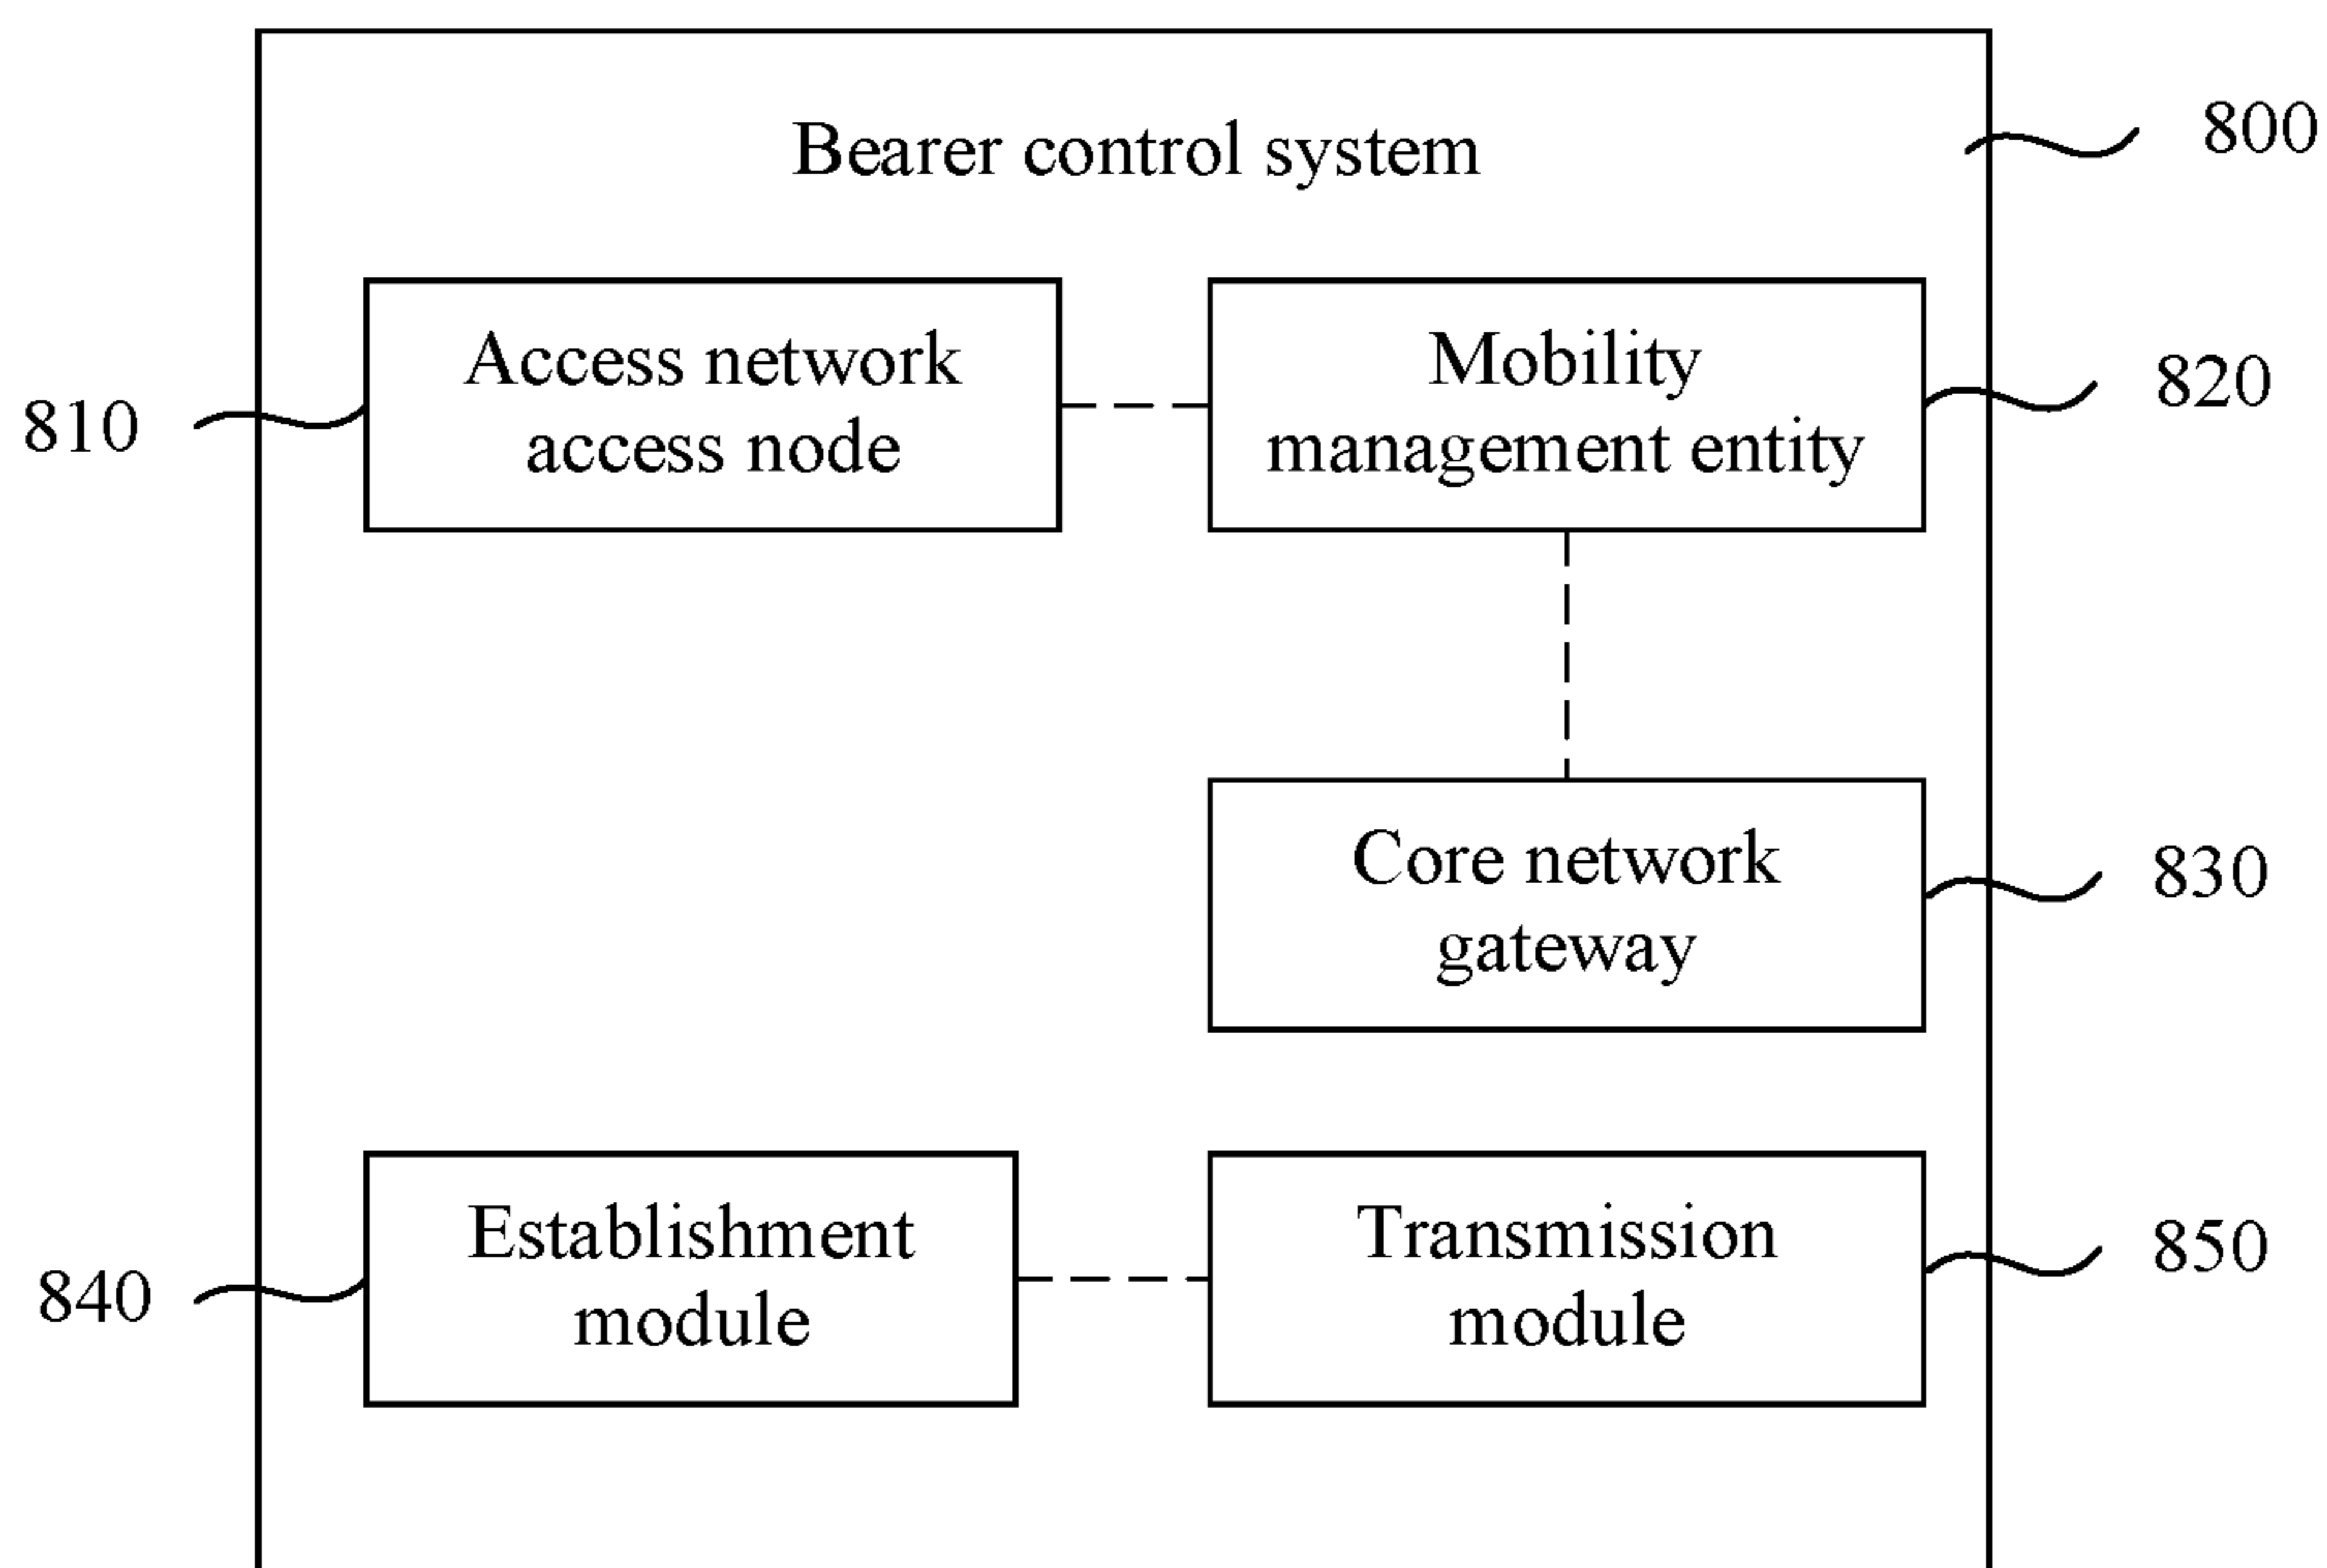 Bearer control system
800
Access network
access node
810
Mobility
management entity
820
Core network
gateway
830
Establishment
module
840
Transmission
module
850